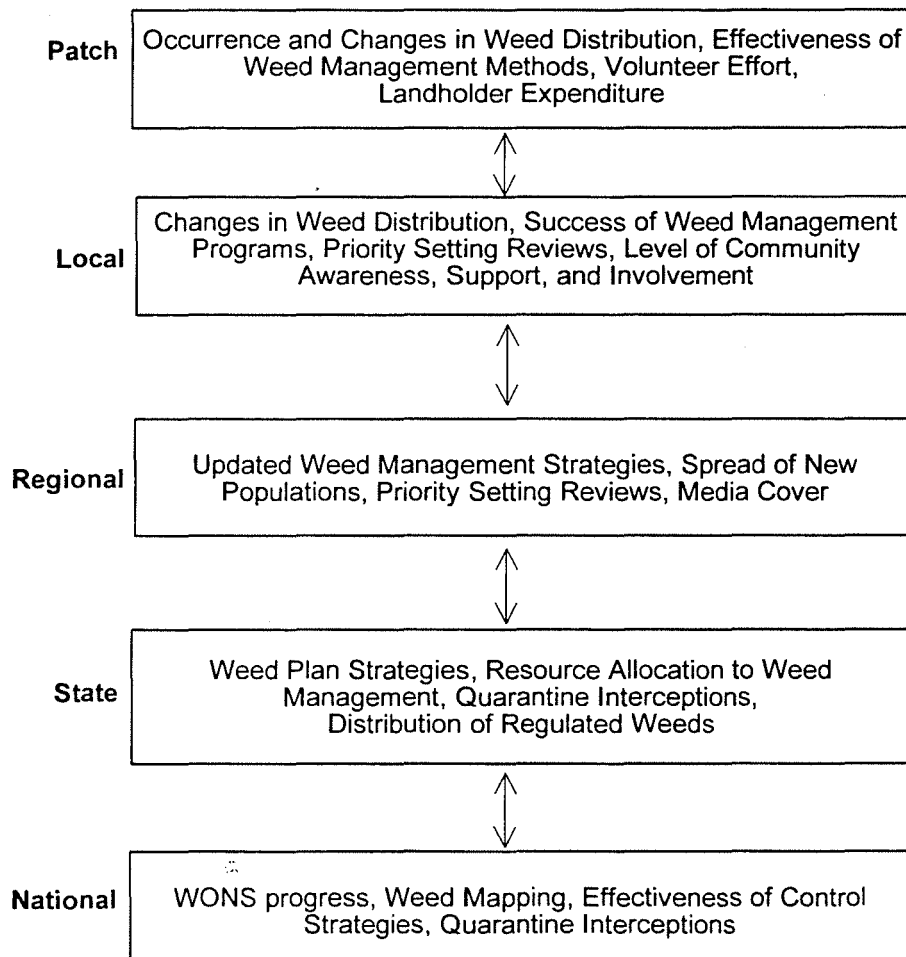 Patch
Occurrence and Changes in Weed Distribution, Effectiveness of
Weed Management Methods, Volunteer Effort,
Landholder Expenditure
Local
Changes in Weed Distribution, Success of Weed Management
Programs, Priority Setting Reviews, Level of Community
Awareness, Support, and Involvement
Regional
Updated Weed Management Strategies, Spread of New
Populations, Priority Setting Reviews, Media Cover
State
Weed Plan Strategies, Resource Allocation to Weed
Management, Quarantine Interceptions,
Distribution of Regulated Weeds
National
WONS progress, Weed Mapping, Effectiveness of Control
Strategies, Quarantine Interceptions